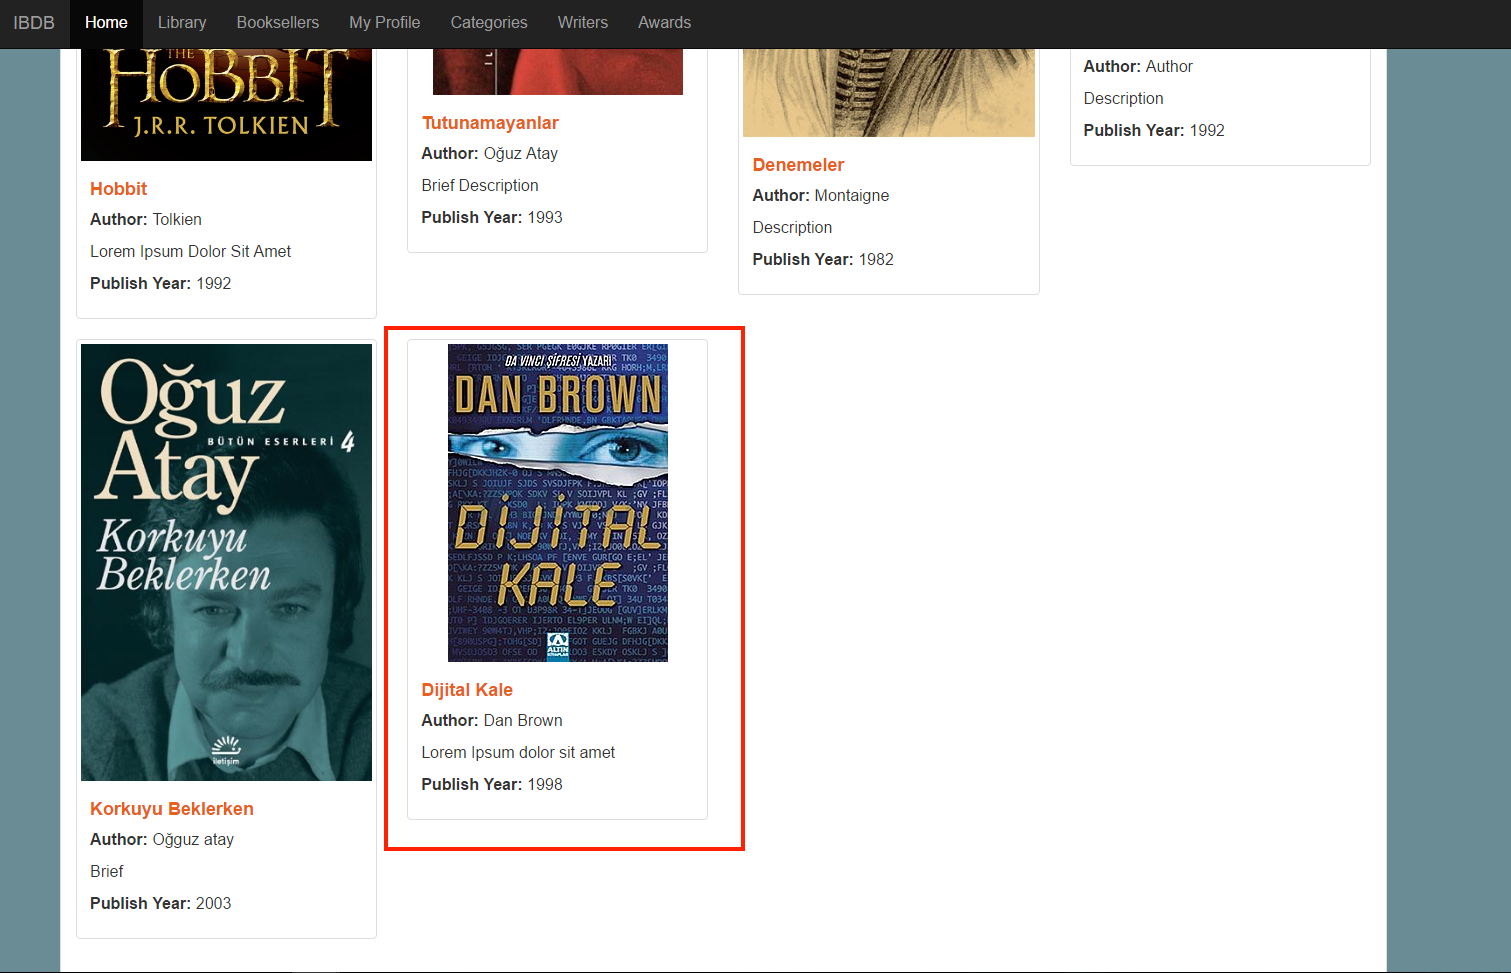 IBDB Home Library Booksellers My Profile Categories Writers Awards
THE
HOBBIT
J.R.R. TOLKIEN
Hobbit
Author: Tolkien
Lorem Ipsum Dolor Sit Amet
Publish Year: 1992
Tutunamayanlar
Author: Oğuz Atay
Brief Description
Publish Year: 1993
Denemeler
Author: Montaigne
Description
Publish Year: 1982
Author: Author
Description
Publish Year: 1992
Oğuz
BÜTÜN ESERLERİ 4
Atay
Korkuyu
Beklerken
iletişim
Korkuyu Beklerken
Author: Oğguz atay
Brief
Publish Year: 2003
DA VINCI ŞİFRESİ YAZARI
DAN BROWN
DİJİTAL
KALE
ALTIN
KİTAPLAR
Dijital Kale
Author: Dan Brown
Lorem Ipsum dolor sit amet
Publish Year: 1998